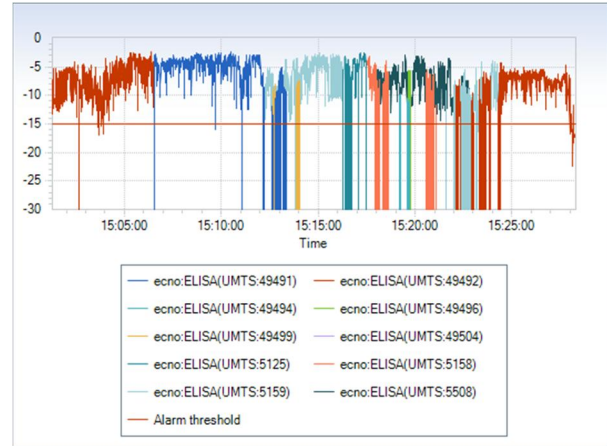 0
-5
-10
-15
-20
-25
-30
15:05:00 15:10:00 15:15:00 15:20:00 15:25:00
Time
ecno:ELISA(UMTS:49491) ecno:ELISA(UMTS:49492)
ecno:ELISA(UMTS:49494) ecno:ELISA(UMTS:49496)
ecno:ELISA(UMTS:49499) ecno:ELISA(UMTS:49504)
ecno:ELISA(UMTS:5125) ecno:ELISA(UMTS:5158)
ecno:ELISA(UMTS:5159) ecno:ELISA(UMTS:5508)
Alarm threshold